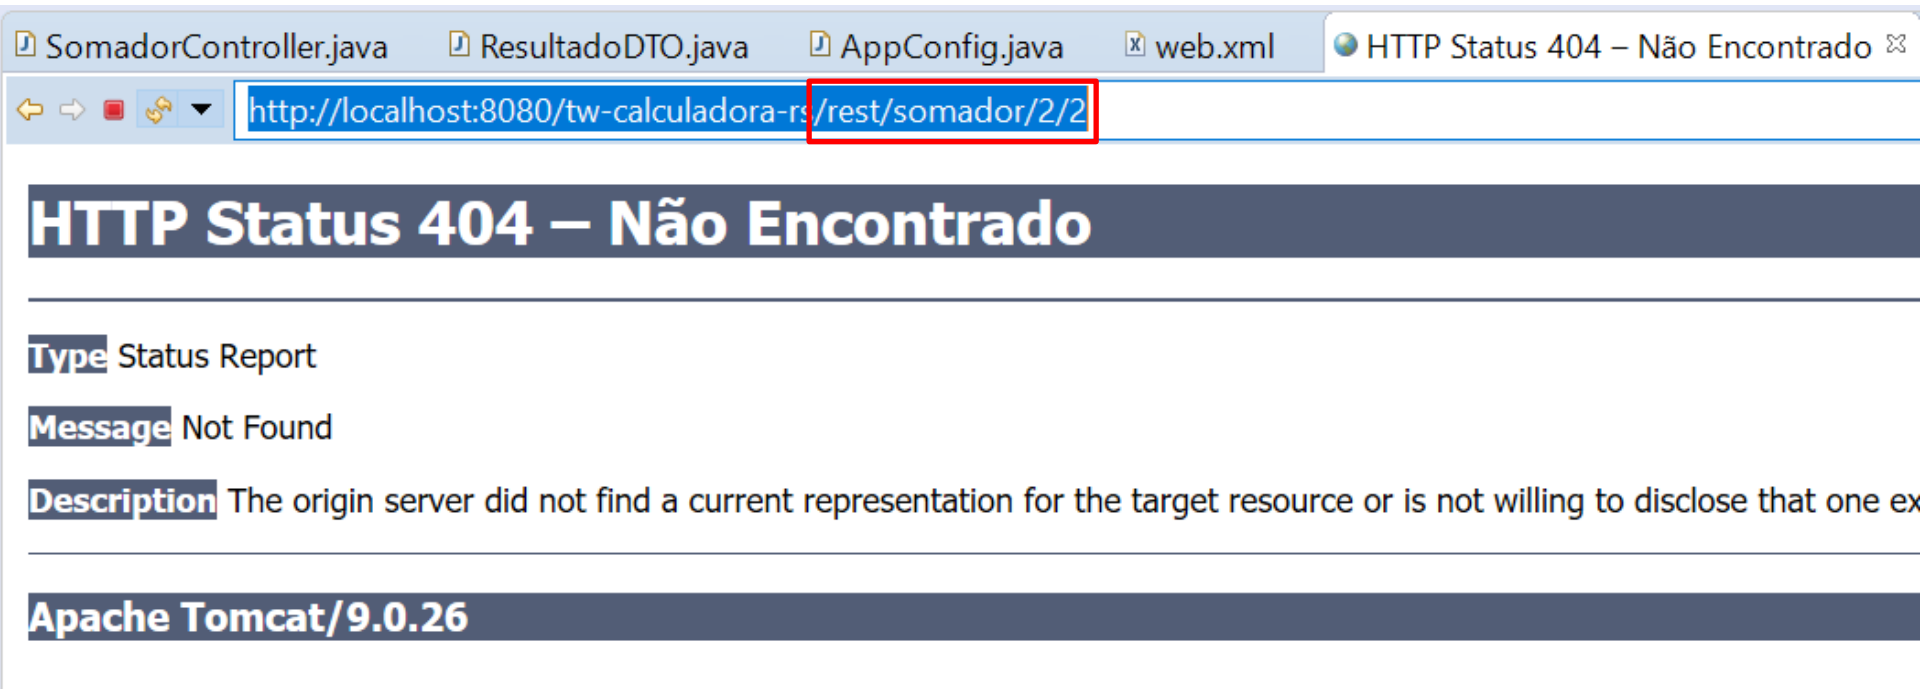 SomadorController.java ResultadoDTO.java AppConfig.java web.xml HTTP Status 404 – Não Encontrado
http://localhost:8080/tw-calculadora-rs/rest/somador/2/2
HTTP Status 404 – Não Encontrado
Type Status Report
Message Not Found
Description The origin server did not find a current representation for the target resource or is not willing to disclose that one ex
Apache Tomcat/9.0.26